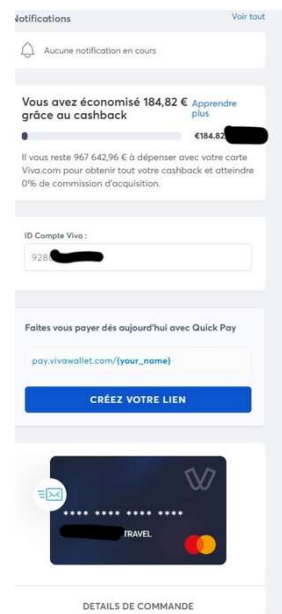 Notifications
Voir tout
Aucune notification en cours
Vous avez économisé 184,82 € Apprendre
grâce au cashback plus
€184.82
Il vous reste 967 642,96 € à dépenser avec votre carte
Viva.com pour obtenir tout votre cashback et atteindre
0% de commission d'acquisition.
ID Compte Viva :
928
Faites vous payer dés aujourd'hui avec Quick Pay
pay.vivawallet.com/{your_name}
CRÉEZ VOTRE LIEN
**** **** **** ****
TRAVEL
DETAILS DE COMMANDE